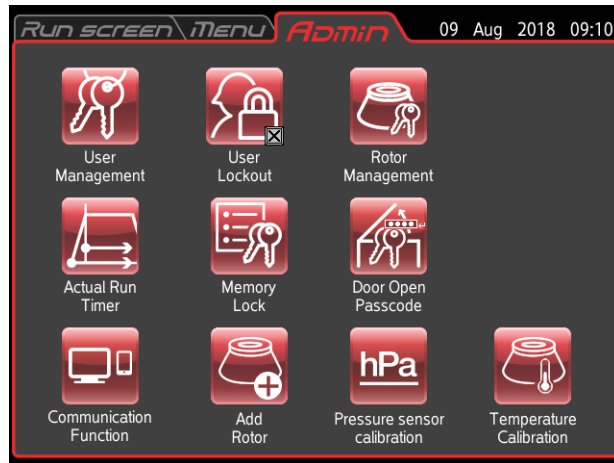 Run screen Menu Admin 09 Aug 2018 09:10
User Management
User Lockout
Rotor Management
Actual Run Timer
Memory Lock
Door Open Passcode
hPa
Communication Function
Add Rotor
Pressure sensor calibration
Temperature Calibration